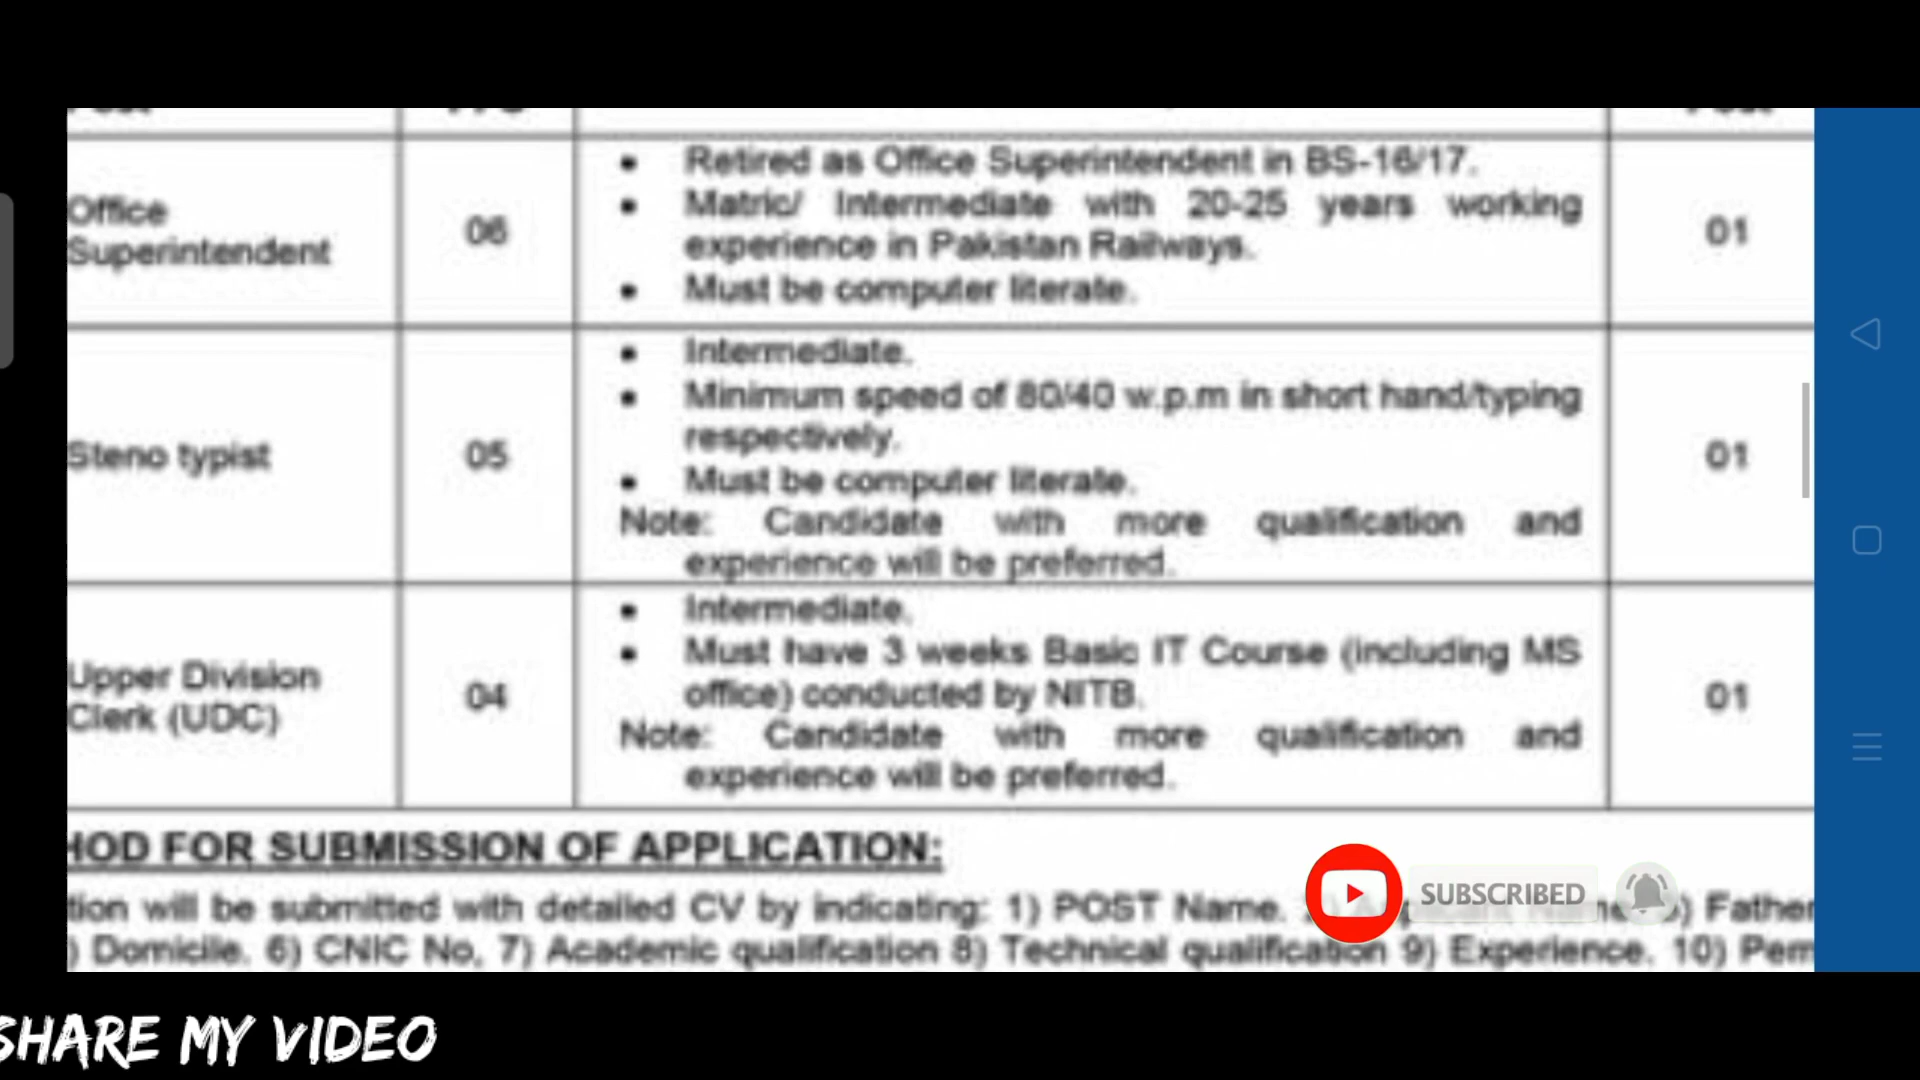 Office
Superintendent
06
• Retired as Office Superintendent in BS-16/17.
• Matric/ Intermediate with 20-25 years working
experience in Pakistan Railways.
• Must be computer literate.
01
Steno typist
05
• Intermediate.
• Minimum speed of 80/40 w.p.m in short hand/typing
respectively.
• Must be computer literate.
Note: Candidate with more qualification and
experience will be preferred.
01
Upper Division
Clerk (UDC)
04
• Intermediate.
• Must have 3 weeks Basic IT Course (including MS
office) conducted by NITB.
Note: Candidate with more qualification and
experience will be preferred.
01
HOD FOR SUBMISSION OF APPLICATION:
tion will be submitted with detailed CV by indicating: 1) POST Name. Father
) Domicile. 6) CNIC No, 7) Academic qualification 8) Technical qualification 9) Experience. 10) Perm
SUBSCRIBED
SHARE MY VIDEO